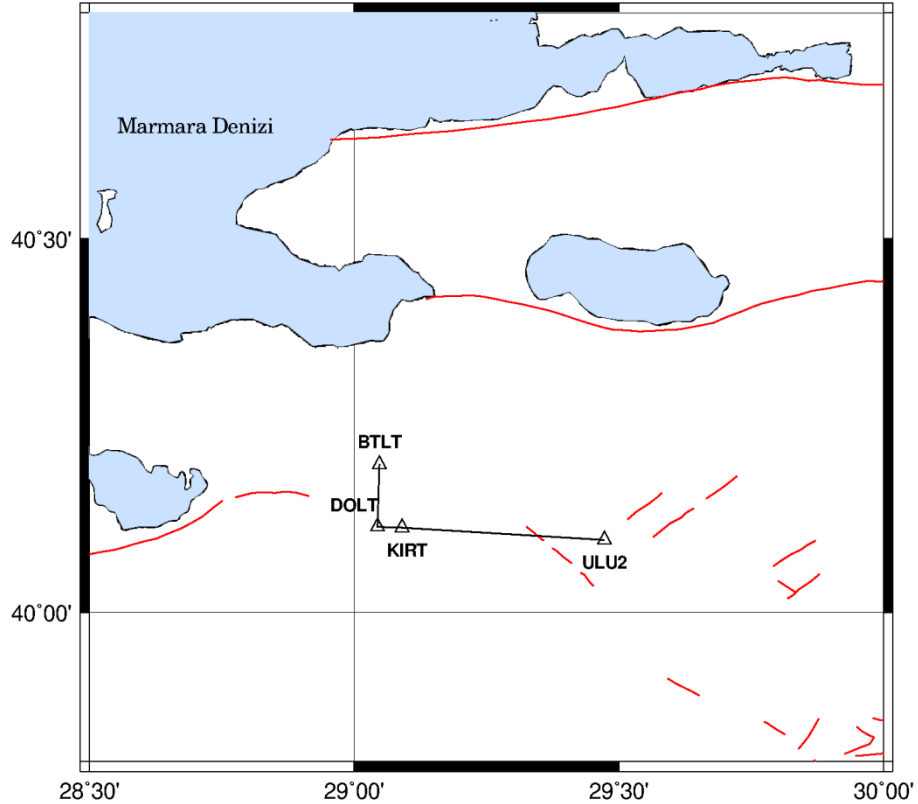 Marmara Denizi
40˚30'
BTLT
DOLT
KIRT
ULU2
40˚00'
28˚30'
29˚00'
29˚30'
30˚00'